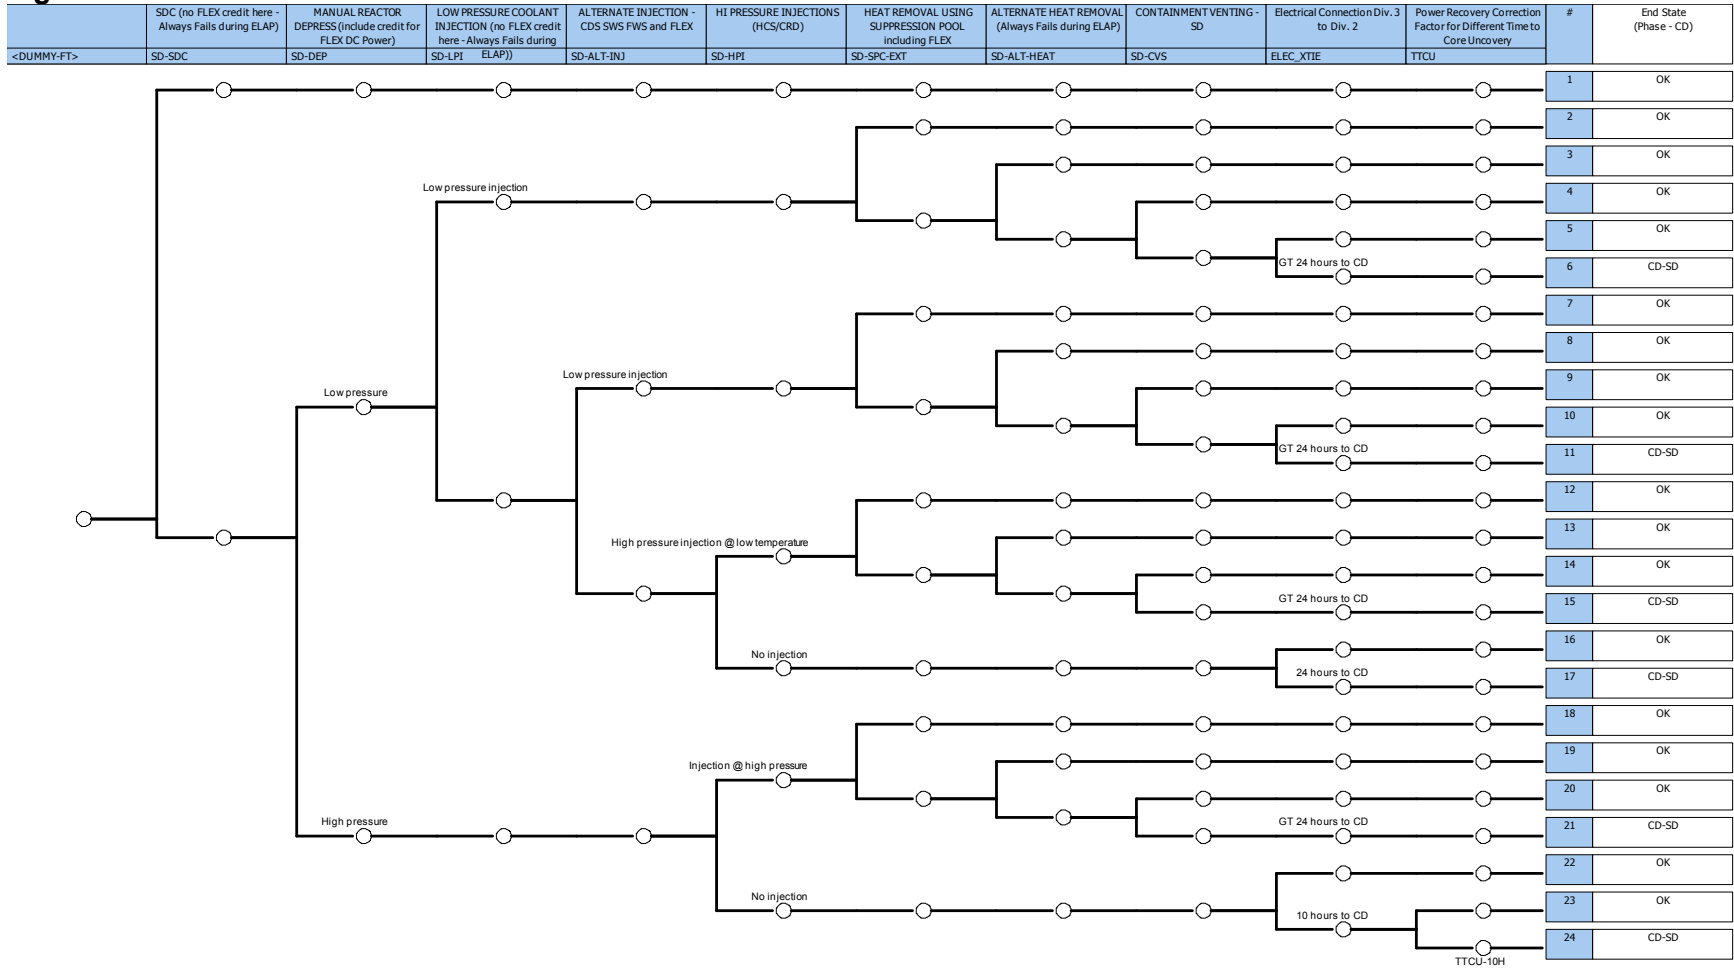 SDC (no FLEX credit here -
Always Fails during ELAP)
MANUAL REACTOR
DEPRESS (include credit for
FLEX DC Power)
LOW PRESSURE COOLANT
INJECTION (no FLEX credit
here - Always Fails during
ELAP))
ALTERNATE INJECTION -
CDS SWS FWS and FLEX
HI PRESSURE INJECTIONS
(HCS/CRD)
HEAT REMOVAL USING
SUPPRESSION POOL
including FLEX
ALTERNATE HEAT REMOVAL
(Always Fails during ELAP)
CONTAINMENT VENTING -
SD
Electrical Connection Div. 3
to Div. 2
Power Recovery Correction
Factor for Different Time to
Core Uncovery
#
End State
(Phase - CD)
<DUMMY-FT>
SD-SDC
SD-DEP
SD-LPI
SD-ALT-INJ
SD-HPI
SD-SPC-EXT
SD-ALT-HEAT
SD-CVS
ELEC_XTIE
TTCU
1 OK
2 OK
3 OK
Low pressure injection
4 OK
5 OK
GT 24 hours to CD
6 CD-SD
7 OK
8 OK
Low pressure injection
9 OK
Low pressure
10 OK
GT 24 hours to CD
11 CD-SD
12 OK
13 OK
High pressure injection @ low temperature
14 OK
GT 24 hours to CD
15 CD-SD
16 OK
No injection
24 hours to CD
17 CD-SD
18 OK
19 OK
Injection @ high pressure
20 OK
High pressure
GT 24 hours to CD
21 CD-SD
22 OK
No injection
23 OK
10 hours to CD
24 CD-SD
TTCU-10H